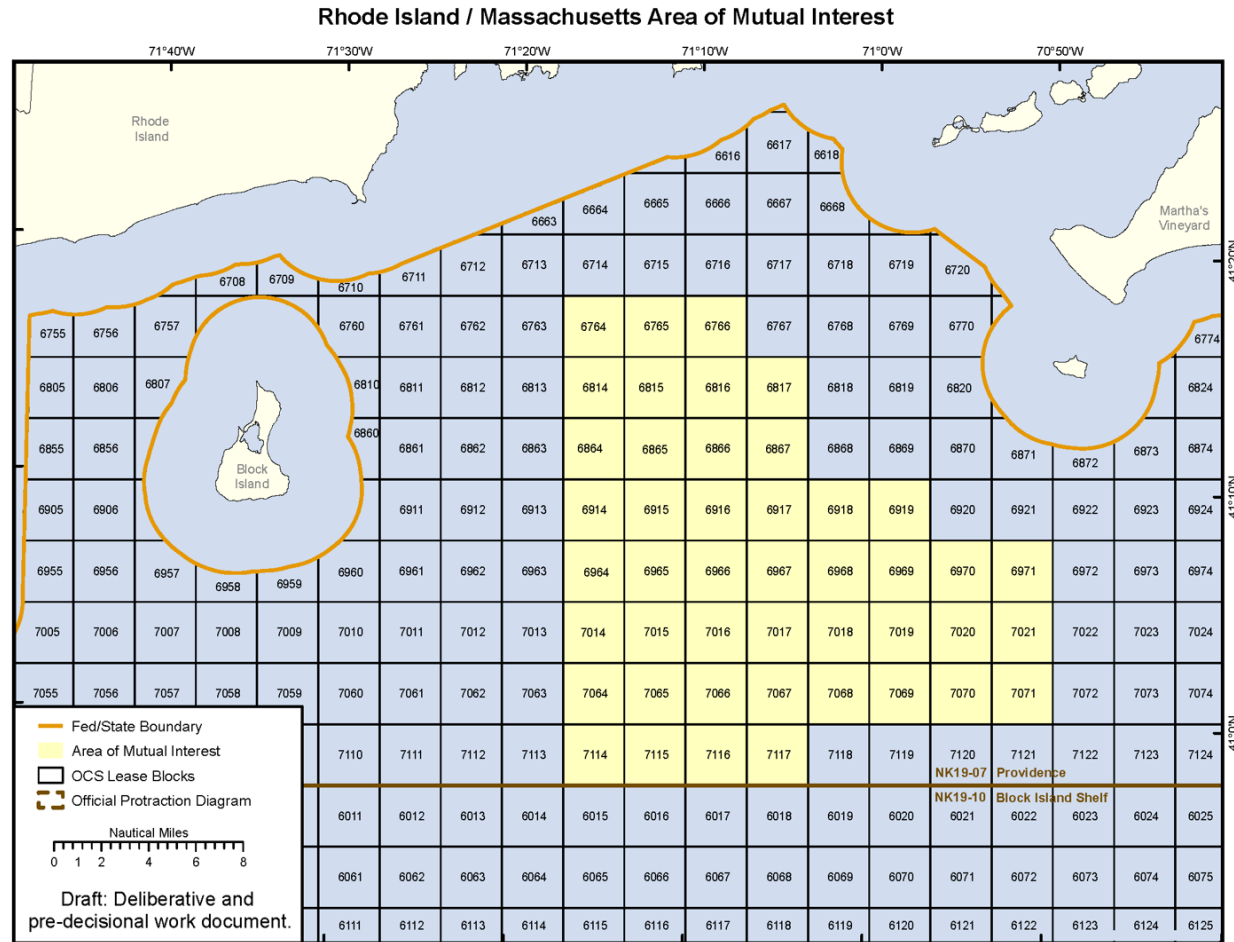 Rhode Island / Massachusetts Area of Mutual Interest
71°40'W 71°30'W 71°20'W 71°10'W 71°0'W 70°50'W
Rhode
Island
6616 6617 6618
Martha's
Vineyard
6663 6664 6665 6666 6667 6668
41°20'N
6708 6709 6710 6711 6712 6713 6714 6715 6716 6717 6718 6719 6720
6755 6756 6757 6760 6761 6762 6763 6764 6765 6766 6767 6768 6769 6770 6774
6805 6806 6807 6810 6811 6812 6813 6814 6815 6816 6817 6818 6819 6820 6824
6855 6856 6860 6861 6862 6863 6864 6865 6866 6867 6868 6869 6870 6871 6872 6873 6874
Block
Island
41°10'N
6905 6906 6911 6912 6913 6914 6915 6916 6917 6918 6919 6920 6921 6922 6923 6924
6955 6956 6957 6958 6959 6960 6961 6962 6963 6964 6965 6966 6967 6968 6969 6970 6971 6972 6973 6974
7005 7006 7007 7008 7009 7010 7011 7012 7013 7014 7015 7016 7017 7018 7019 7020 7021 7022 7023 7024
7055 7056 7057 7058 7059 7060 7061 7062 7063 7064 7065 7066 7067 7068 7069 7070 7071 7072 7073 7074
41°0'N
7110 7111 7112 7113 7114 7115 7116 7117 7118 7119 7120 7121 7122 7123 7124
NK19-07 Providence
NK19-10 Block Island Shelf
6011 6012 6013 6014 6015 6016 6017 6018 6019 6020 6021 6022 6023 6024 6025
6061 6062 6063 6064 6065 6066 6067 6068 6069 6070 6071 6072 6073 6074 6075
6111 6112 6113 6114 6115 6116 6117 6118 6119 6120 6121 6122 6123 6124 6125
Fed/State Boundary
Area of Mutual Interest
OCS Lease Blocks
Official Protraction Diagram
Nautical Miles
0 1 2 4 6 8
Draft: Deliberative and
pre-decisional work document.